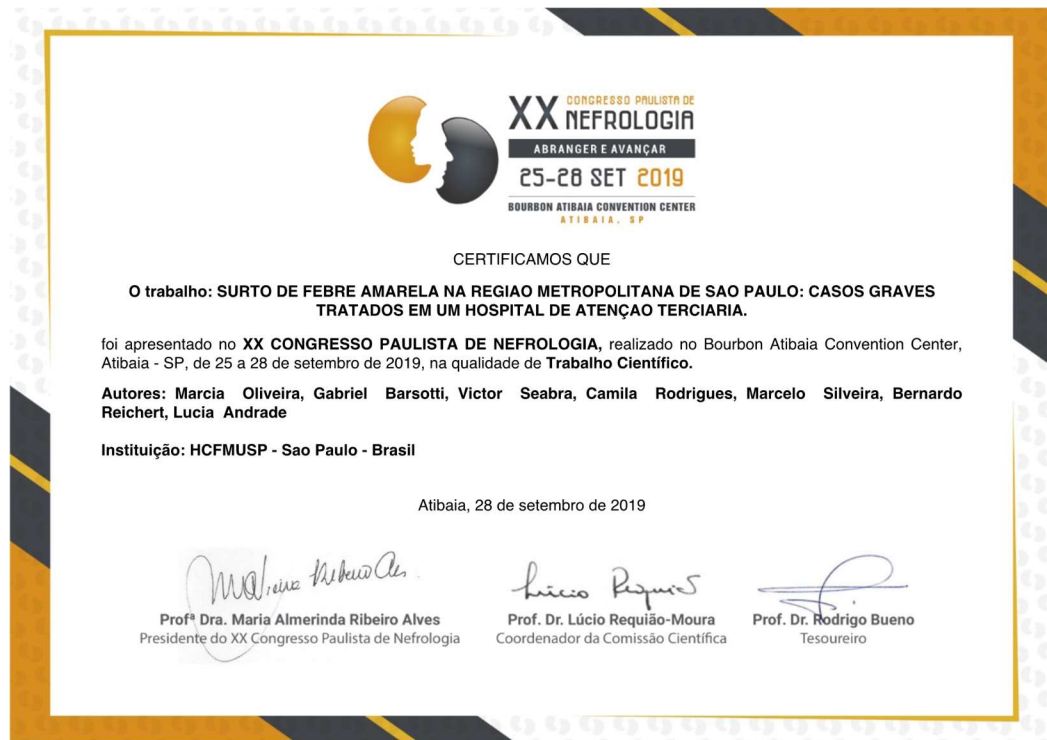 XX CONGRESSO PAULISTA DE
NEFROLOGIA
ABRANGER E AVANÇAR
25-28 SET 2019
BOURBON ATIBAIA CONVENTION CENTER
ATIBAIA, SP
CERTIFICAMOS QUE
O trabalho: SURTO DE FEBRE AMARELA NA REGIAO METROPOLITANA DE SAO PAULO: CASOS GRAVES
TRATADOS EM UM HOSPITAL DE ATENÇAO TERCIARIA.
foi apresentado no XX CONGRESSO PAULISTA DE NEFROLOGIA, realizado no Bourbon Atibaia Convention Center,
Atibaia - SP, de 25 a 28 de setembro de 2019, na qualidade de Trabalho Científico.
Autores: Marcia Oliveira, Gabriel Barsotti, Victor Seabra, Camila Rodrigues, Marcelo Silveira, Bernardo
Reichert, Lucia Andrade
Instituição: HCFMUSP - Sao Paulo - Brasil
Atibaia, 28 de setembro de 2019
Profª Dra. Maria Almerinda Ribeiro Alves
Presidente do XX Congresso Paulista de Nefrologia
Prof. Dr. Lúcio Requião-Moura
Coordenador da Comissão Científica
Prof. Dr. Rodrigo Bueno
Tesoureiro